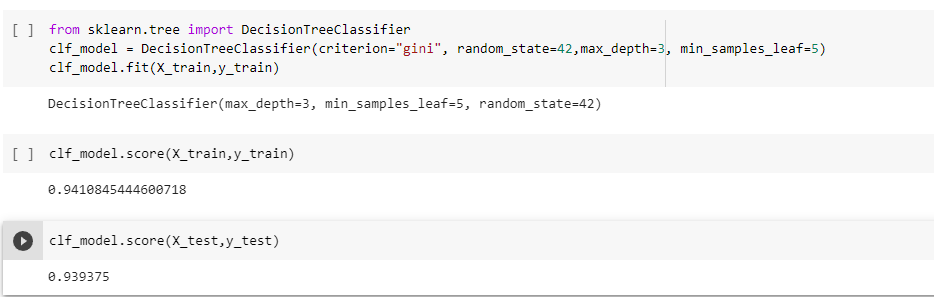 [ ] from sklearn.tree import DecisionTreeClassifier
clf_model = DecisionTreeClassifier(criterion="gini", random_state=42,max_depth=3, min_samples_leaf=5)
clf_model.fit(X_train,y_train)
DecisionTreeClassifier(max_depth=3, min_samples_leaf=5, random_state=42)
[ ] clf_model.score(X_train,y_train)
0.9410845444600718
clf_model.score(X_test,y_test)
0.939375